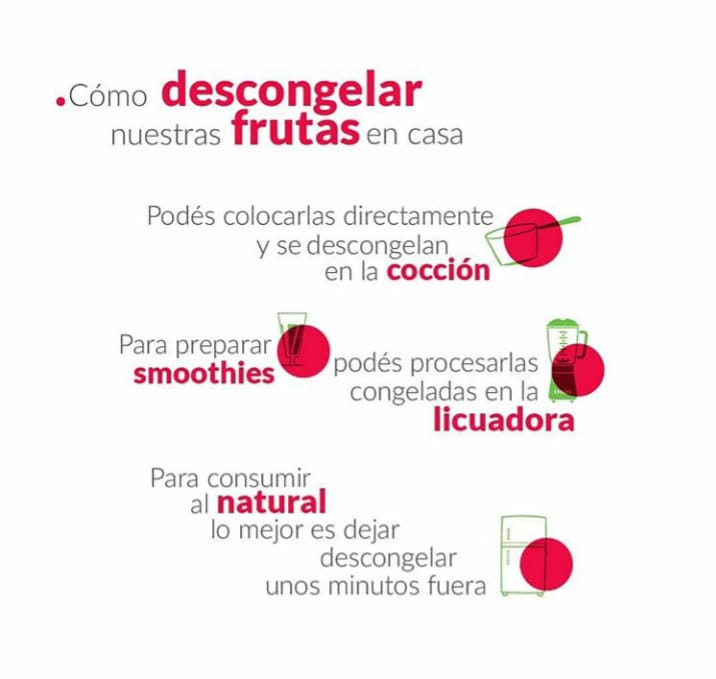 .Cómo descongelar
nuestras frutas en casa
Podés colocarlas directamente
y se descongelan
en la cocción
Para preparar
smoothies
podés procesarlas
congeladas en la
licuadora
Para consumir
al natural
lo mejor es dejar
descongelar
unos minutos fuera